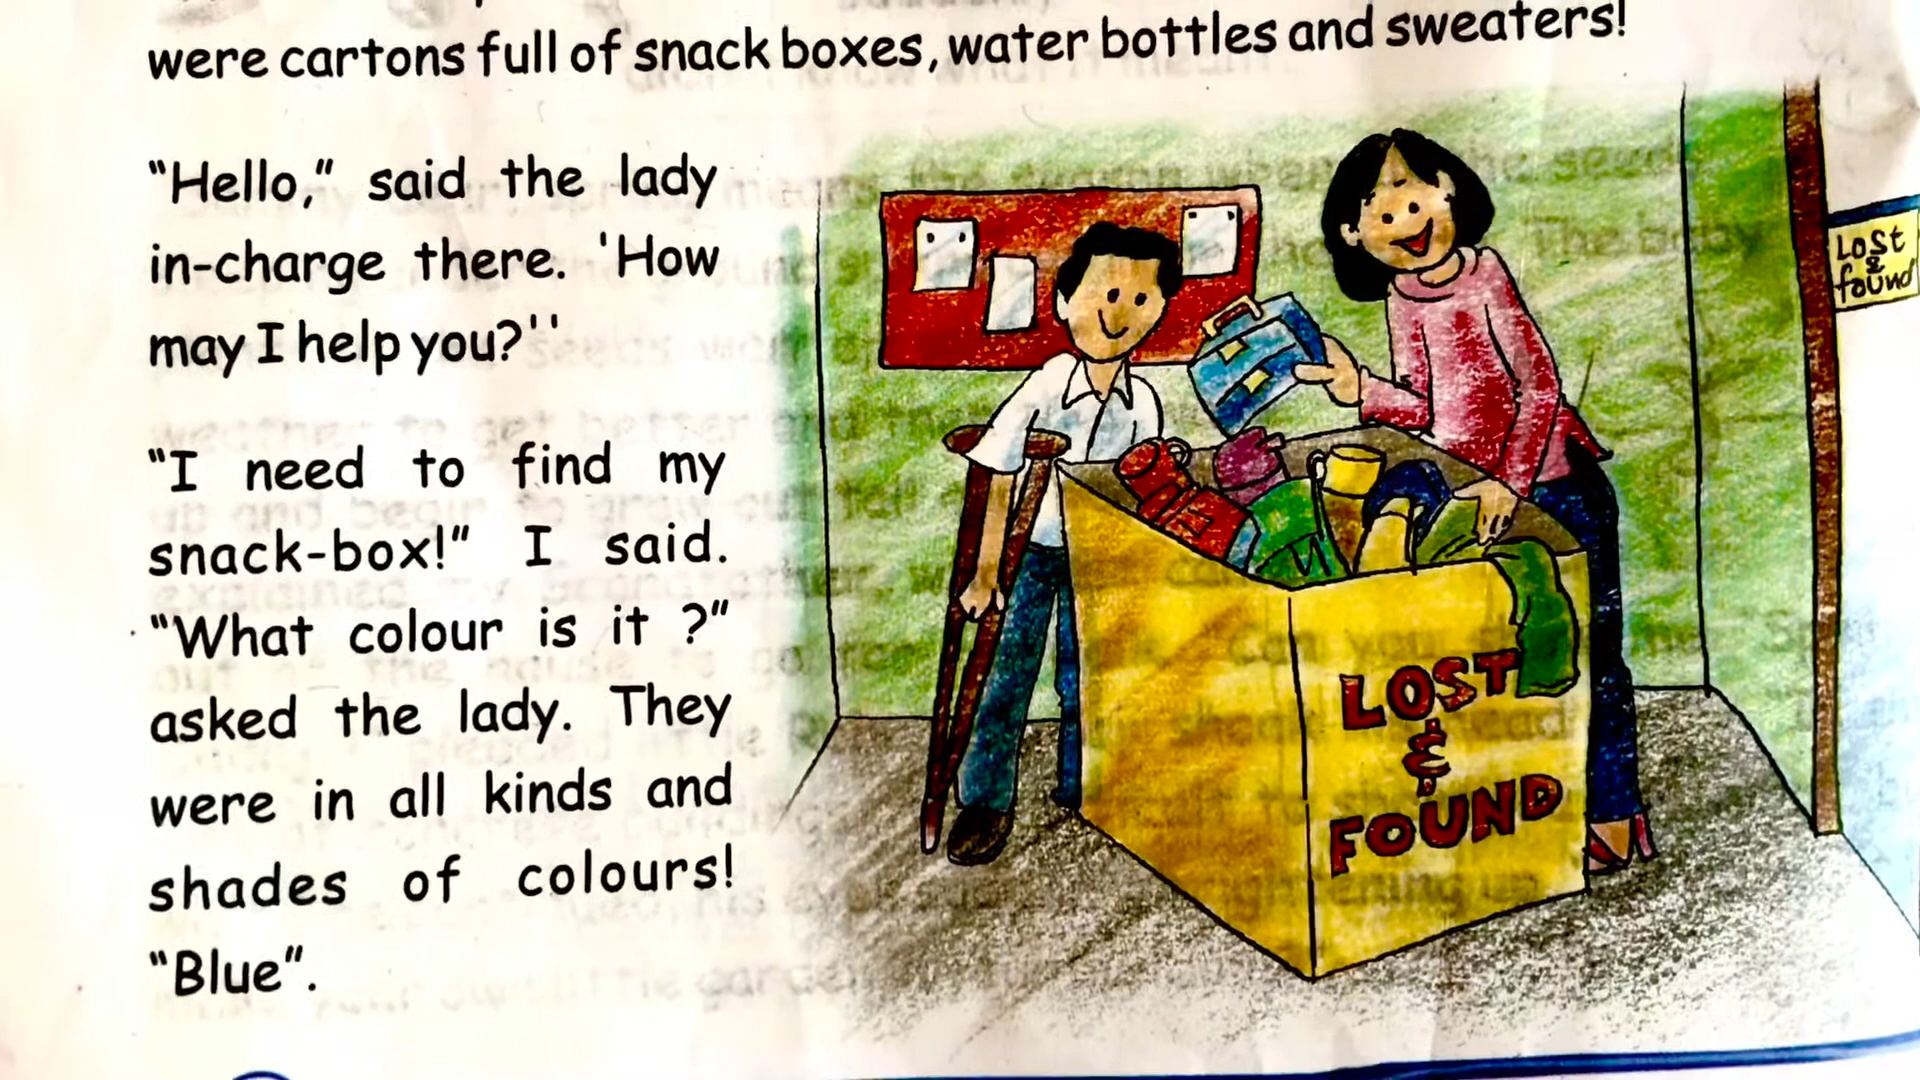 were cartons full of snack boxes, water bottles and sweaters!
"Hello," said the lady
in-charge there. 'How
may I help you?''
"I need to find my
snack-box!" I said.
"What colour is it ?"
asked the lady. They
were in all kinds and
shades of colours!
"Blue".
Lost
&
found
LOST
&
FOUND